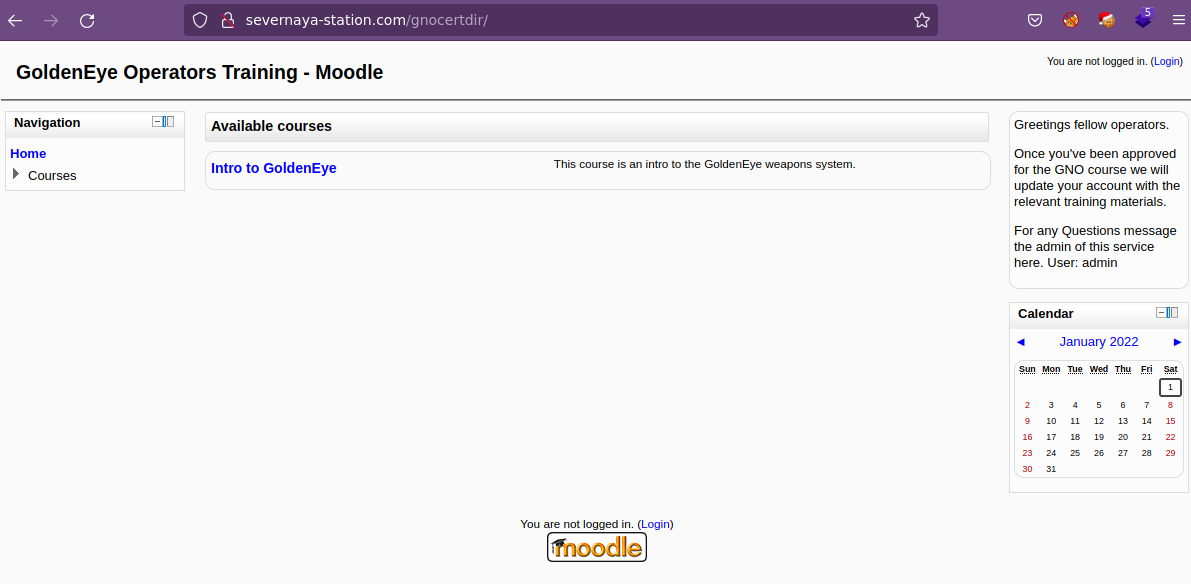 severnaya-station.com/gnocertdir/
5
GoldenEye Operators Training - Moodle
You are not logged in. (Login)
Navigation
Home
Courses
Available courses
Intro to GoldenEye
This course is an intro to the GoldenEye weapons system.
Greetings fellow operators.
Once you've been approved
for the GNO course we will
update your account with the
relevant training materials.
For any Questions message
the admin of this service
here. User: admin
Calendar
◄ January 2022 ►
Sun Mon Tue Wed Thu Fri Sat
1
2 3 4 5 6 7 8
9 10 11 12 13 14 15
16 17 18 19 20 21 22
23 24 25 26 27 28 29
30 31
You are not logged in. (Login)
moodle